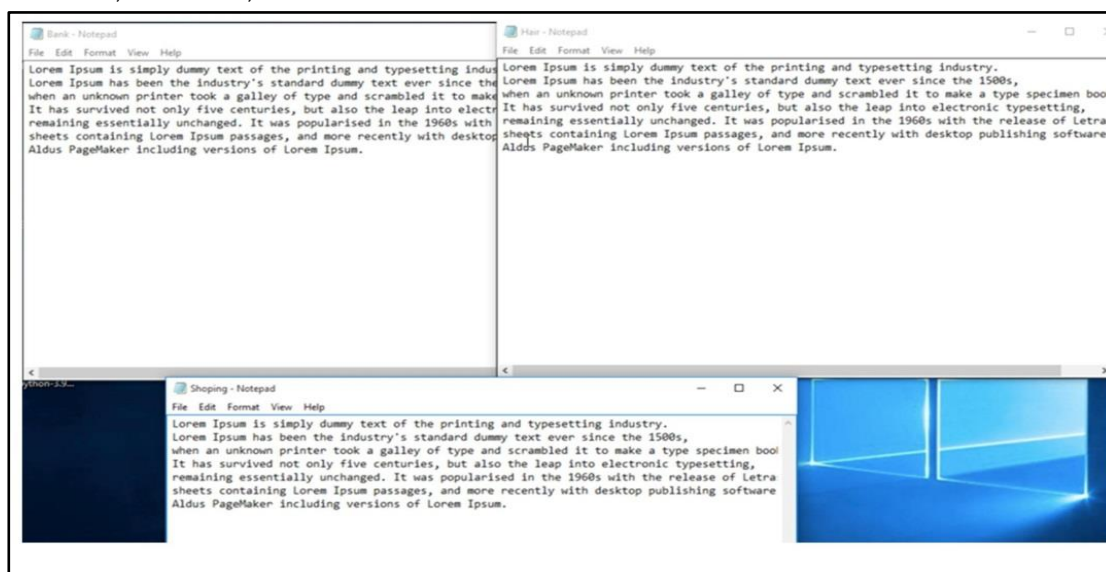 Bank - Notepad
File Edit Format View Help
Lorem Ipsum is simply dummy text of the printing and typesetting indus
Lorem Ipsum has been the industry's standard dummy text ever since the
when an unknown printer took a galley of type and scrambled it to make
It has survived not only five centuries, but also the leap into electr
remaining essentially unchanged. It was popularised in the 1960s with
sheets containing Lorem Ipsum passages, and more recently with desktop
Aldus PageMaker including versions of Lorem Ipsum.
Hair - Notepad
File Edit Format View Help
Lorem Ipsum is simply dummy text of the printing and typesetting industry.
Lorem Ipsum has been the industry's standard dummy text ever since the 1500s,
when an unknown printer took a galley of type and scrambled it to make a type specimen boo
It has survived not only five centuries, but also the leap into electronic typesetting,
remaining essentially unchanged. It was popularised in the 1960s with the release of Letra
sheets containing Lorem Ipsum passages, and more recently with desktop publishing software
Aldus PageMaker including versions of Lorem Ipsum.
ython-3.9...
Shoping - Notepad
File Edit Format View Help
Lorem Ipsum is simply dummy text of the printing and typesetting industry.
Lorem Ipsum has been the industry's standard dummy text ever since the 1500s,
when an unknown printer took a galley of type and scrambled it to make a type specimen boo
It has survived not only five centuries, but also the leap into electronic typesetting,
remaining essentially unchanged. It was popularised in the 1960s with the release of Letra
sheets containing Lorem Ipsum passages, and more recently with desktop publishing software
Aldus PageMaker including versions of Lorem Ipsum.